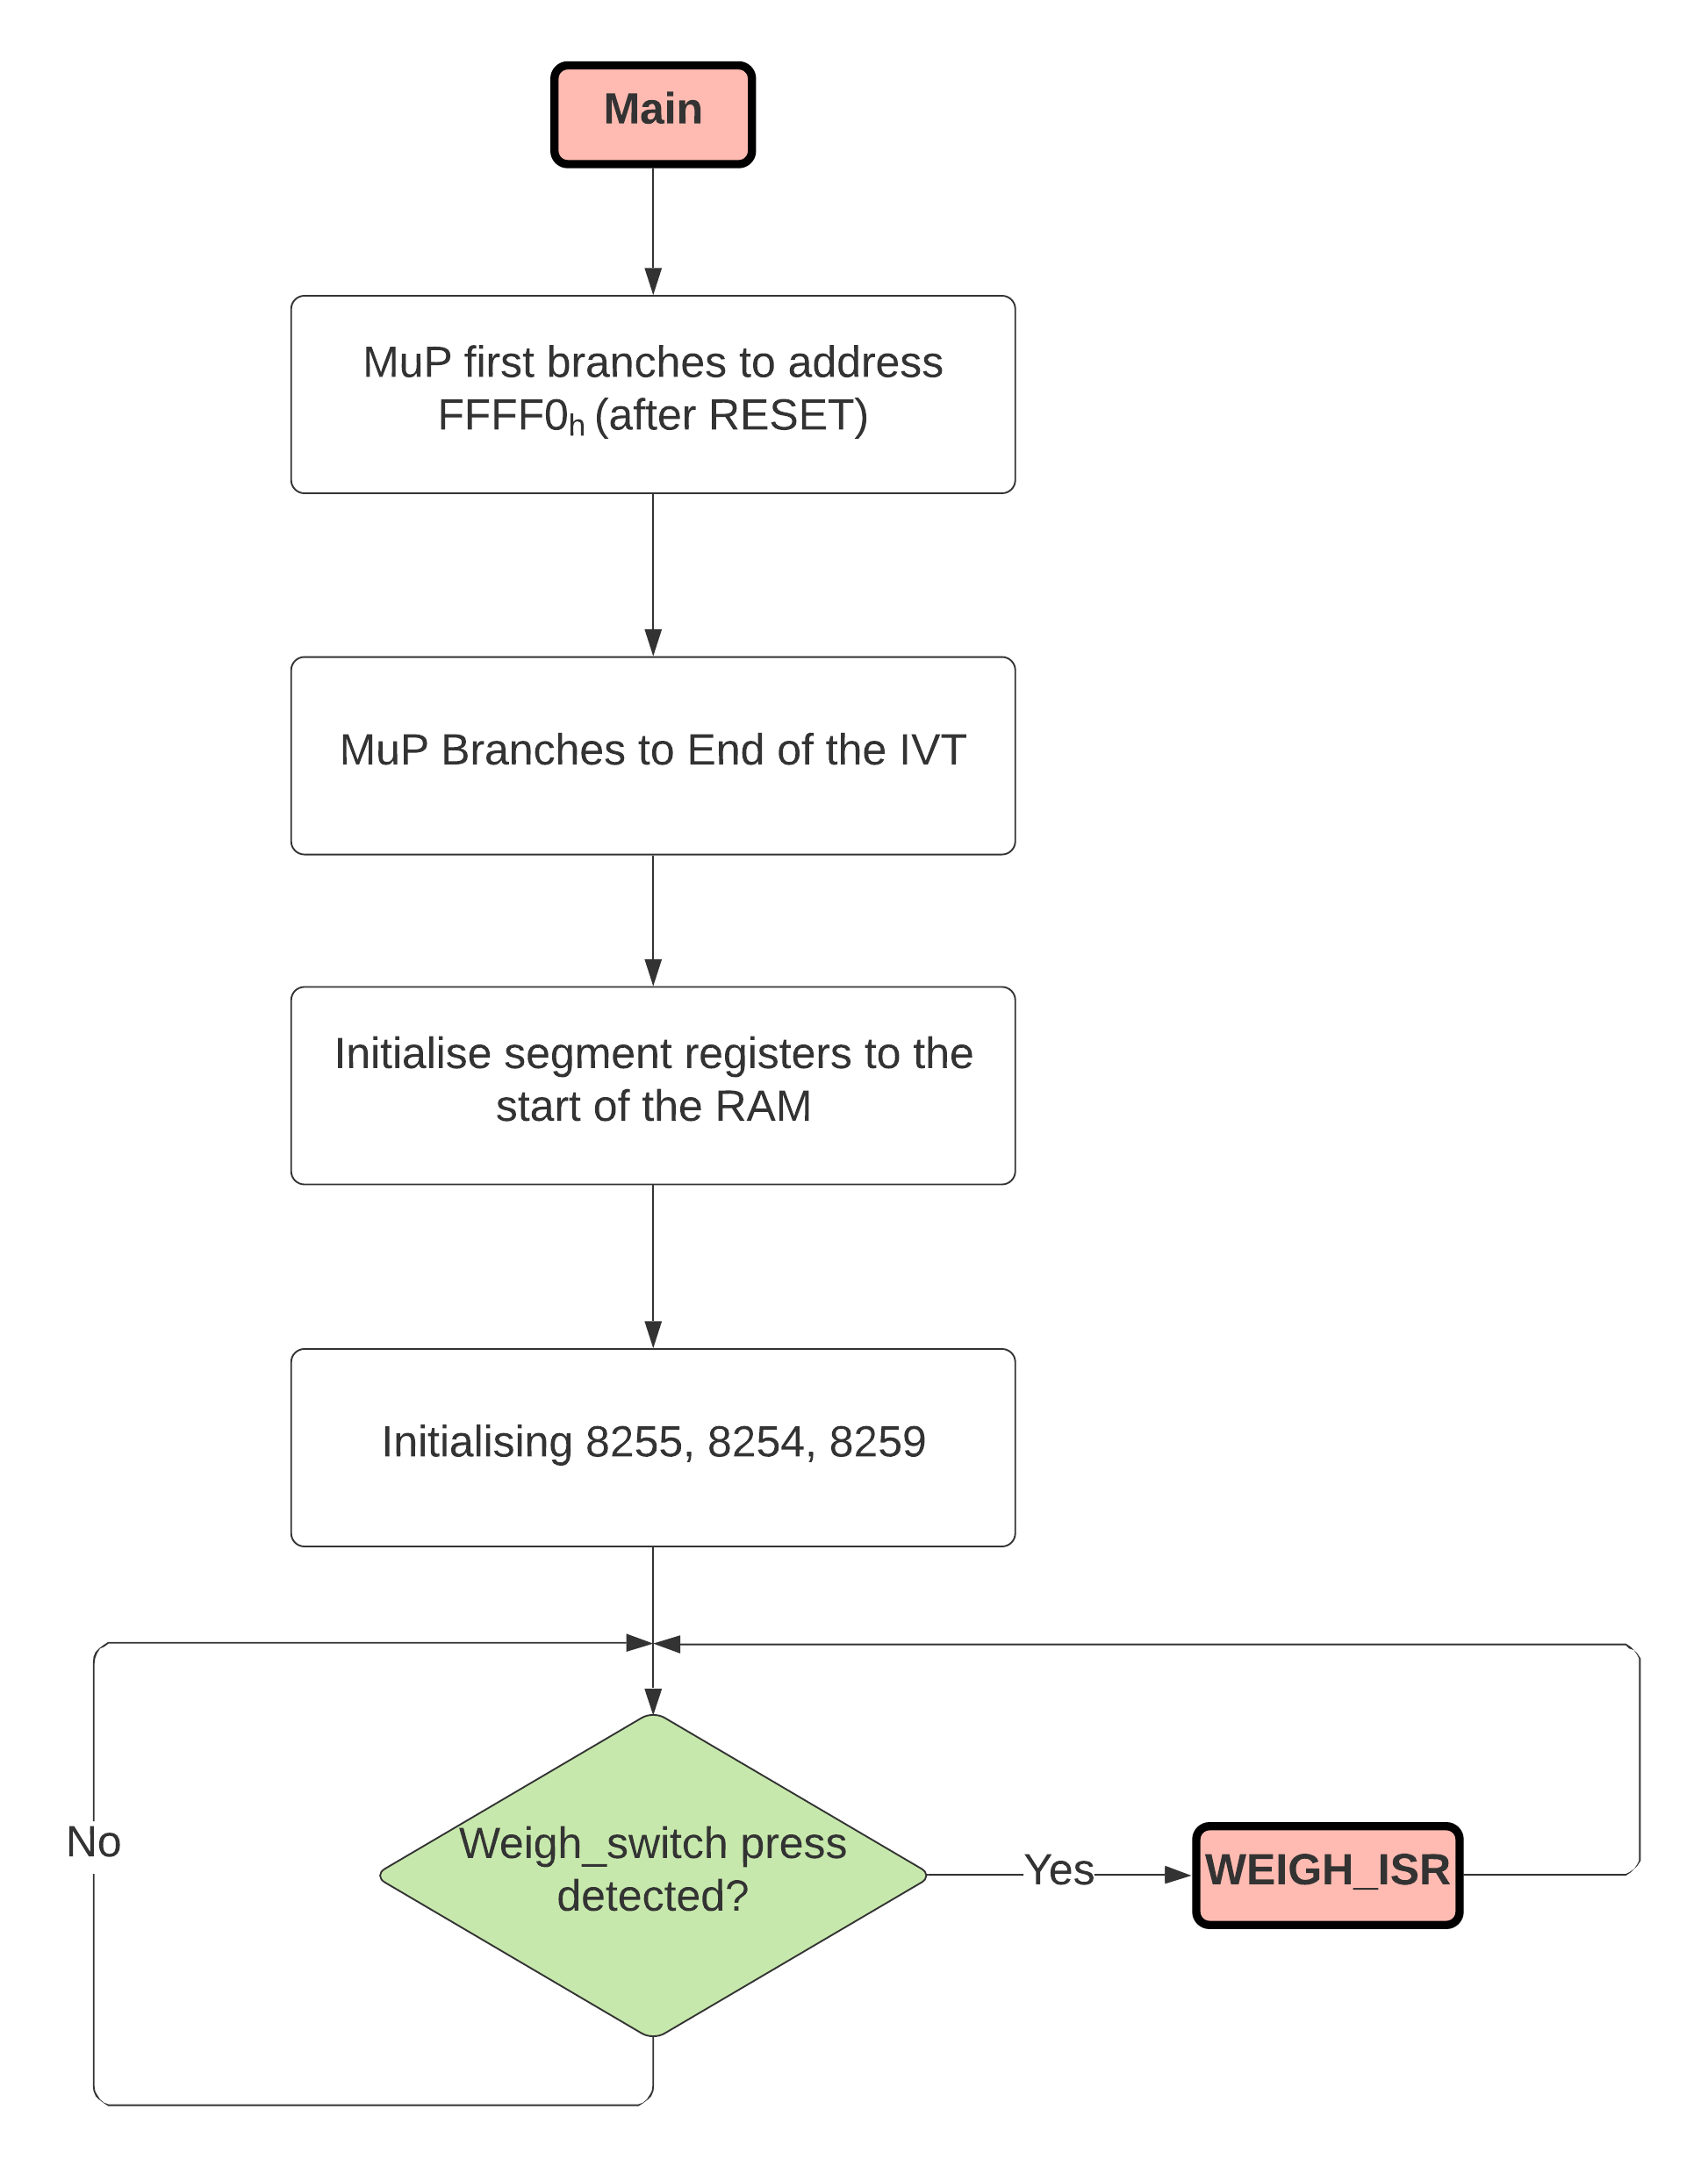 Main
MuP first branches to address
FFFF0h (after RESET)
MuP Branches to End of the IVT
Initialise segment registers to the
start of the RAM
Initialising 8255, 8254, 8259
No
Weigh_switch press
detected?
Yes
WEIGH_ISR